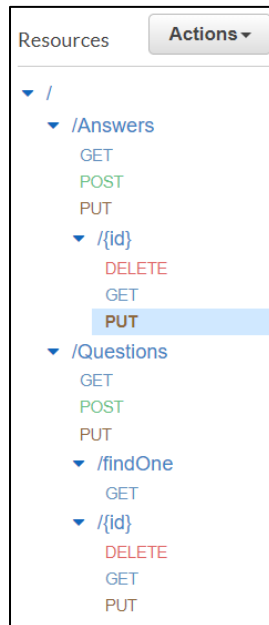 Resources Actions
/
/Answers
GET
POST
PUT
/{id}
DELETE
GET
PUT
/Questions
GET
POST
PUT
/findOne
GET
/{id}
DELETE
GET
PUT